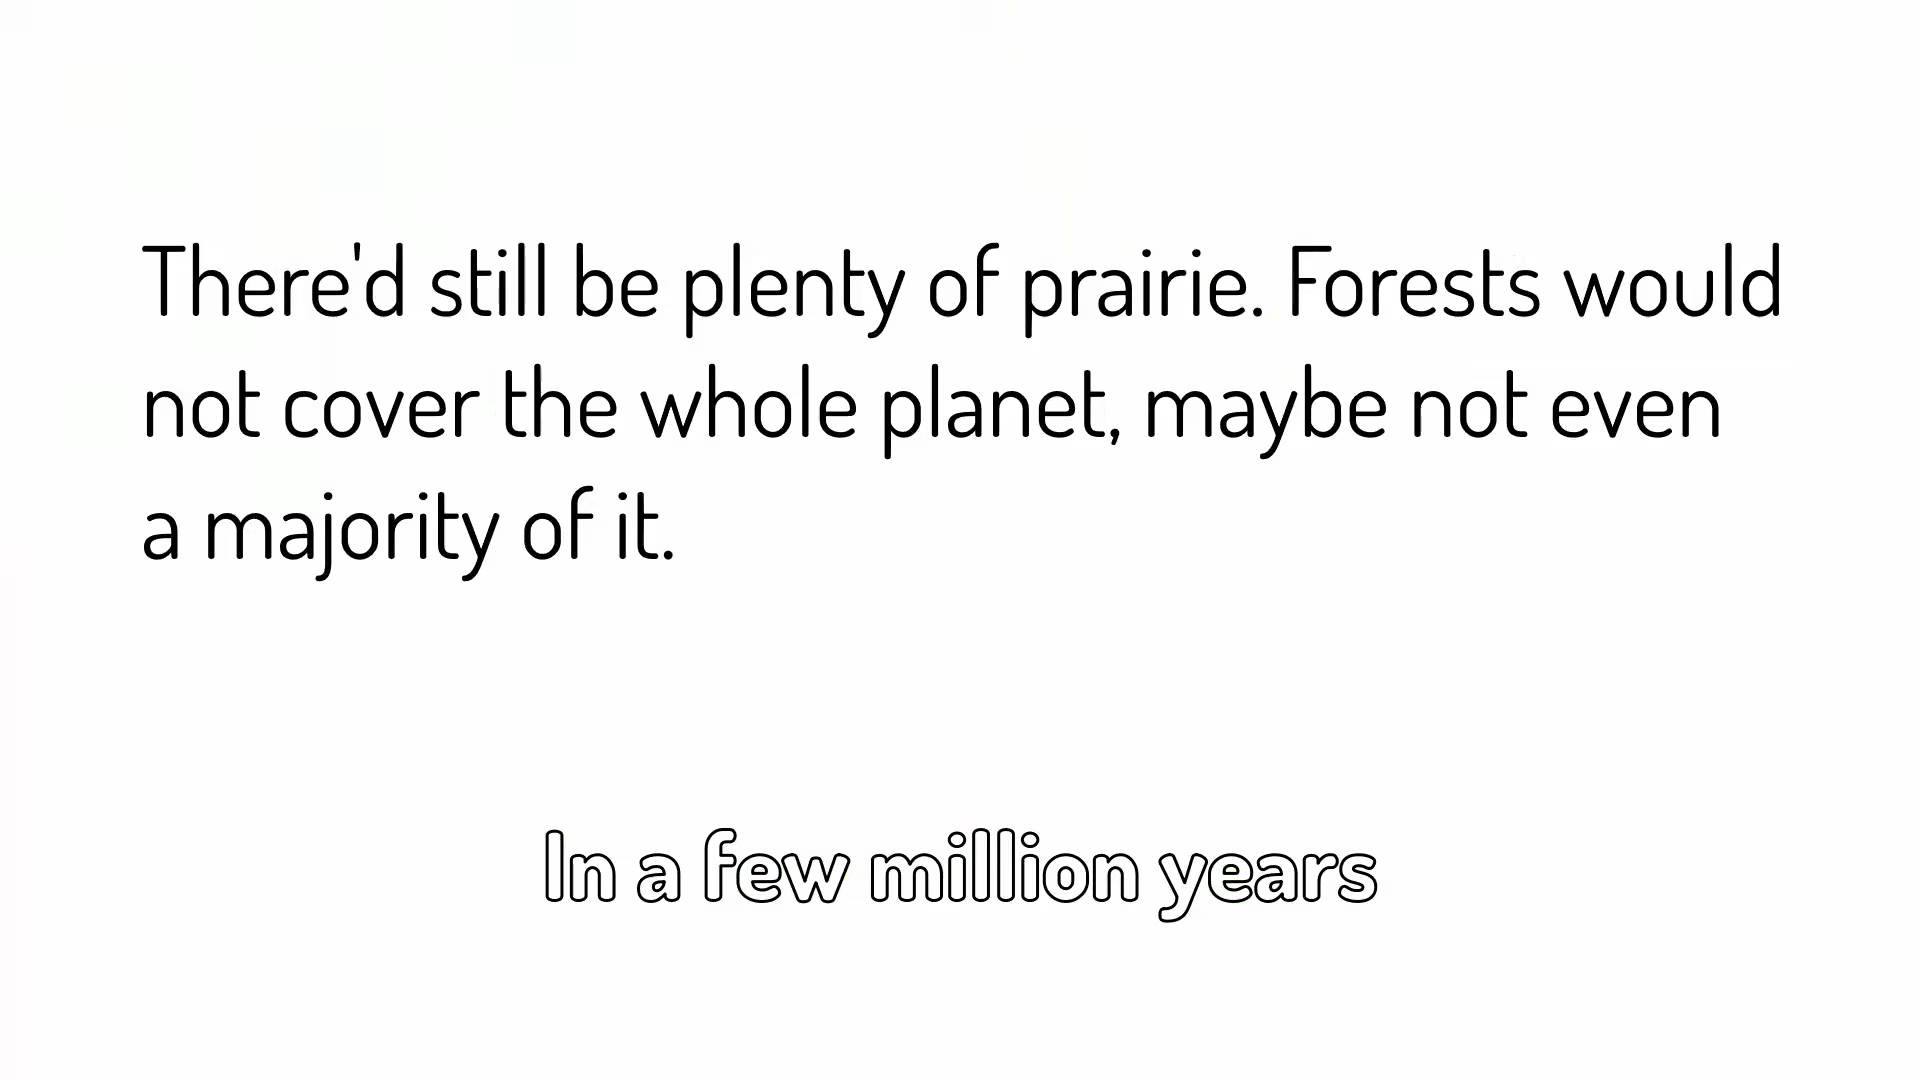 There'd still be plenty of prairie. Forests would
not cover the whole planet, maybe not even
a majority of it.
In a few million years